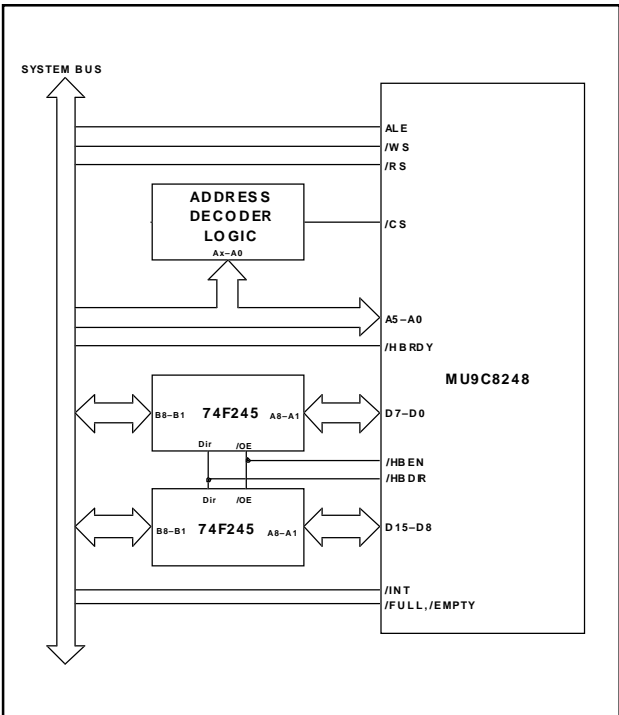 SYSTEM BUS
ALE
/WS
/RS
ADDRESS
DECODER
LOGIC
Ax–A0
/CS
A5–A0
/HBRDY
MU9C8248
B8–B1 74F245 A8–A1
D7–D0
Dir /OE
/HBEN
/HBDIR
Dir /OE
B8–B1 74F245 A8–A1
D15–D8
/INT
/FULL,/EMPTY